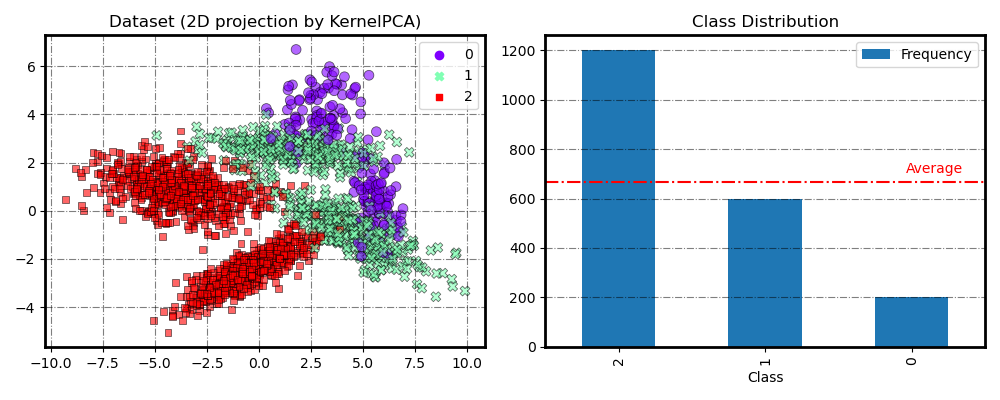 Dataset (2D projection by KernelPCA)
6
4
2
0
−2
−4
−10.0 −7.5 −5.0 −2.5 0.0 2.5 5.0 7.5 10.0
0
1
2
Class Distribution
1200
1000
800
600
400
200
0
Frequency
Average
2 1 0
Class